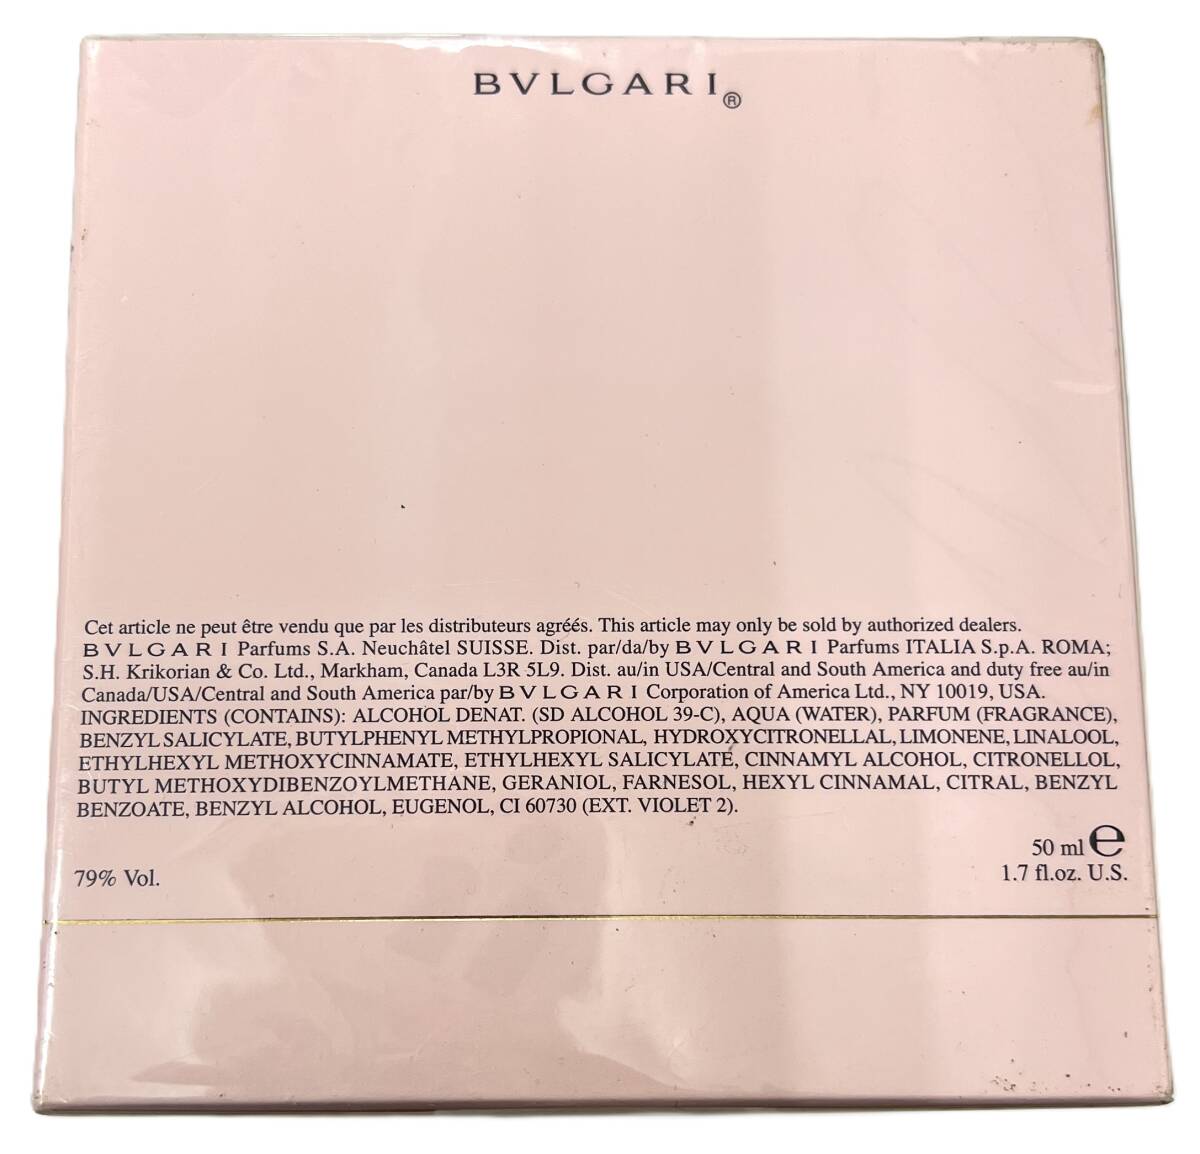 BVLGARI®
Cet article ne peut être vendu que par les distributeurs agréés. This article may only be sold by authorized dealers.
BVLGARI Parfums S.A. Neuchâtel SUISSE. Dist. par/da/by BVLGARI Parfums ITALIA S.p.A. ROMA;
S.H. Krikorian & Co. Ltd., Markham, Canada L3R 5L9. Dist. au/in USA/Central and South America and duty free au/in
Canada/USA/Central and South America par/by BVLGARI Corporation of America Ltd., NY 10019, USA.
INGREDIENTS (CONTAINS): ALCOHOL DENAT. (SD ALCOHOL 39-C), AQUA (WATER), PARFUM (FRAGRANCE),
BENZYL SALICYLATE, BUTYLPHENYL METHYLPROPIONAL, HYDROXYCITRONELLAL, LIMONENE, LINALOOL,
ETHYLHEXYL METHOXYCINNAMATE, ETHYLHEXYL SALICYLATE, CINNAMYL ALCOHOL, CITRONELLOL,
BUTYL METHOXYDIBENZOYLMETHANE, GERANIOL, FARNESOL, HEXYL CINNAMAL, CITRAL, BENZYL
BENZOATE, BENZYL ALCOHOL, EUGENOL, CI 60730 (EXT. VIOLET 2).
50 ml ℮
79% Vol.
1.7 fl.oz. U.S.